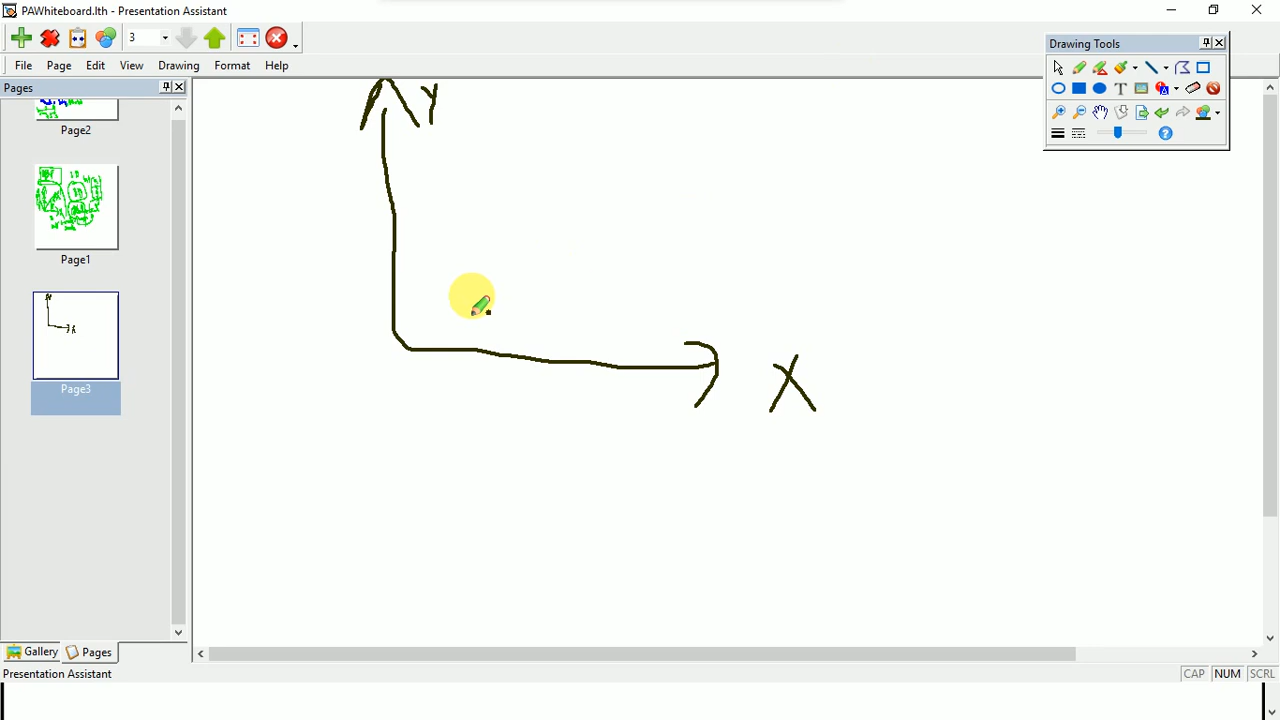 PAWhiteboard.lth - Presentation Assistant
3
File Page Edit View Drawing Format Help
Pages
Page2
Page1
Page3
Drawing Tools
T
?
Y
X
Gallery Pages
Presentation Assistant
CAP NUM SCRL